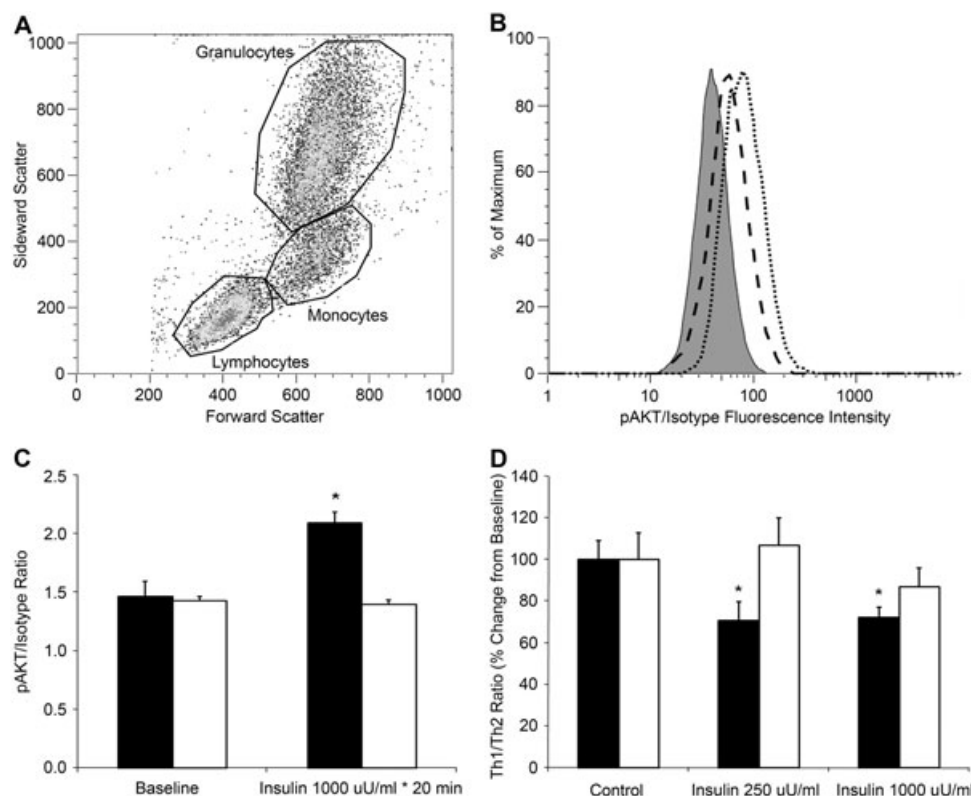 A
1000
800
600
400
200
0
0 200 400 600 800 1000
Sideward Scatter
Forward Scatter
Granulocytes
Monocytes
Lymphocytes
B
100
80
60
40
20
0
1 10 100 1000
% of Maximum
pAKT/Isotype Fluorescence Intensity
C
2.5
2.0
1.5
1.0
0.5
0.0
pAKT/Isotype Ratio
*
Baseline Insulin 1000 uU/ml * 20 min
D
140
120
100
80
60
40
20
0
Th1/Th2 Ratio (% Change from Baseline)
* *
Control Insulin 250 uU/ml Insulin 1000 uU/ml